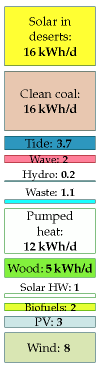 Solar in
deserts:
16 kWh/d
Clean coal:
16 kWh/d
Tide: 3.7
Wave: 2
Hydro: 0.2
Waste: 1.1
Pumped
heat:
12 kWh/d
Wood: 5 kWh/d
Solar HW: 1
Biofuels: 2
PV: 3
Wind: 8